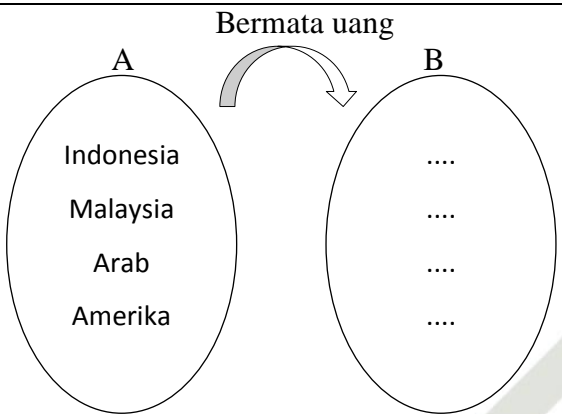 Bermata uang
A B
Indonesia ....
Malaysia ....
Arab ....
Amerika ....